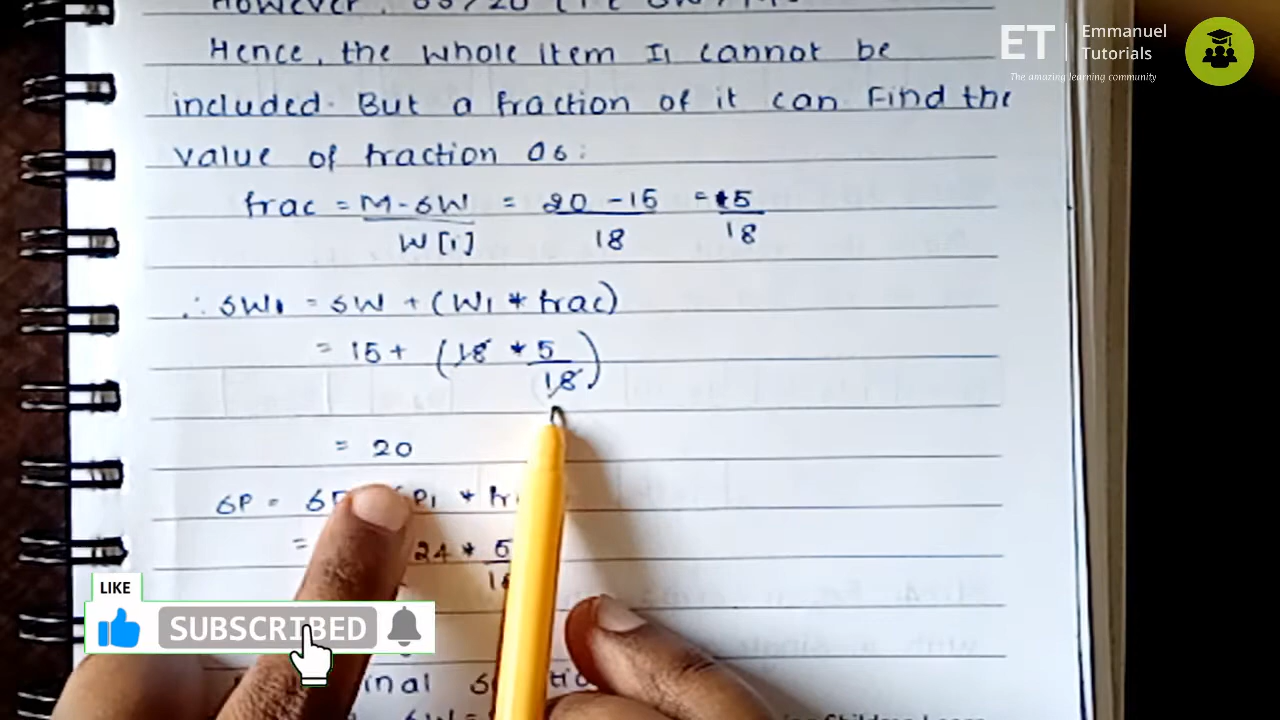 Hence, the whole item I1 cannot be
included. But a fraction of it can Find the
value of fraction as:
frac = M - SW / W[i] = 20 - 15 / 18 = 5 / 18
∴ SW1 = SW + (W1 * frac)
= 15 + (18 * 5 / 18)
= 20
SP =
24 *
inal
ET Emmanuel Tutorials
The amazing learning community
LIKE
SUBSCRIBED